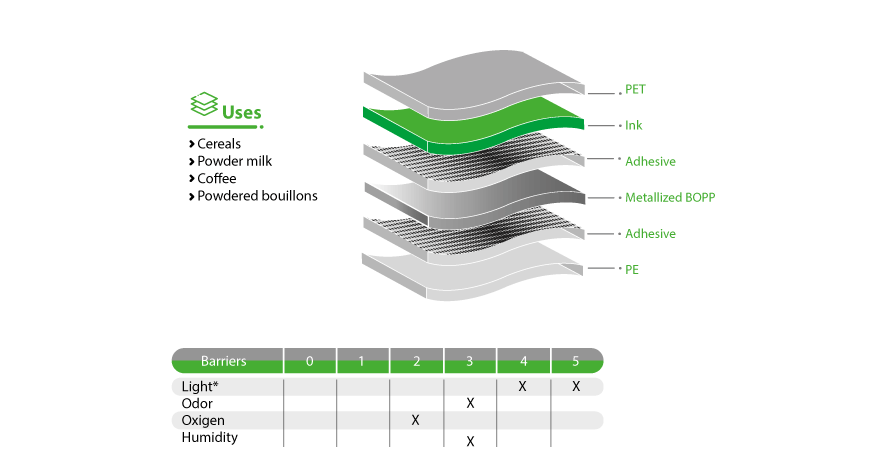 Uses
Cereals
Powder milk
Coffee
Powdered bouillons
PET
Ink
Adhesive
Metallized BOPP
Adhesive
PE
Barriers 0 1 2 3 4 5
Light* X X
Odor X
Oxigen X
Humidity X